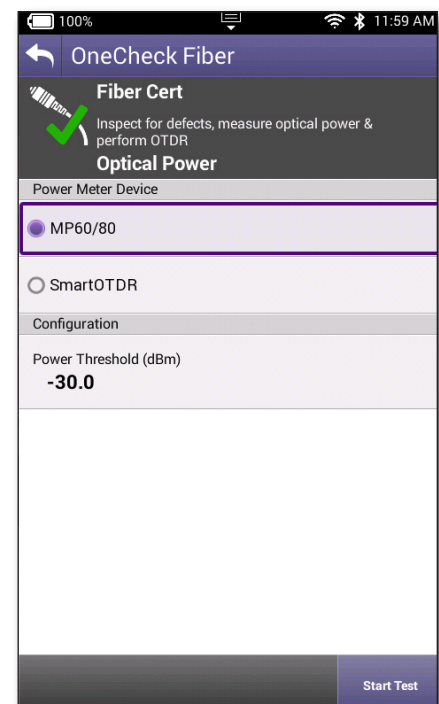 100%
11:59 AM
OneCheck Fiber
Fiber Cert
Inspect for defects, measure optical power &
perform OTDR
Optical Power
Power Meter Device
MP60/80
SmartOTDR
Configuration
Power Threshold (dBm)
-30.0
Start Test